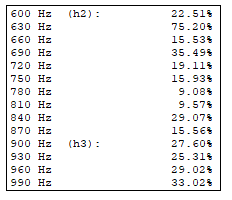 600 Hz (h2): 22.51%
630 Hz 75.20%
660 Hz 15.53%
690 Hz 35.49%
720 Hz 19.11%
750 Hz 15.93%
780 Hz 9.08%
810 Hz 9.57%
840 Hz 29.07%
870 Hz 15.56%
900 Hz (h3): 27.60%
930 Hz 25.31%
960 Hz 29.02%
990 Hz 33.02%